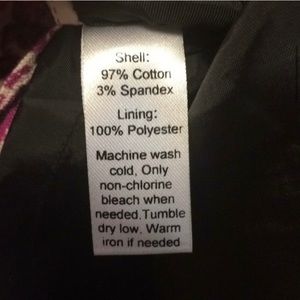 Shell:
97% Cotton
3% Spandex
Lining:
100% Polyester
Machine wash
cold, Only
non-chlorine
bleach when
needed.Tumble
dry low, Warm
iron if needed